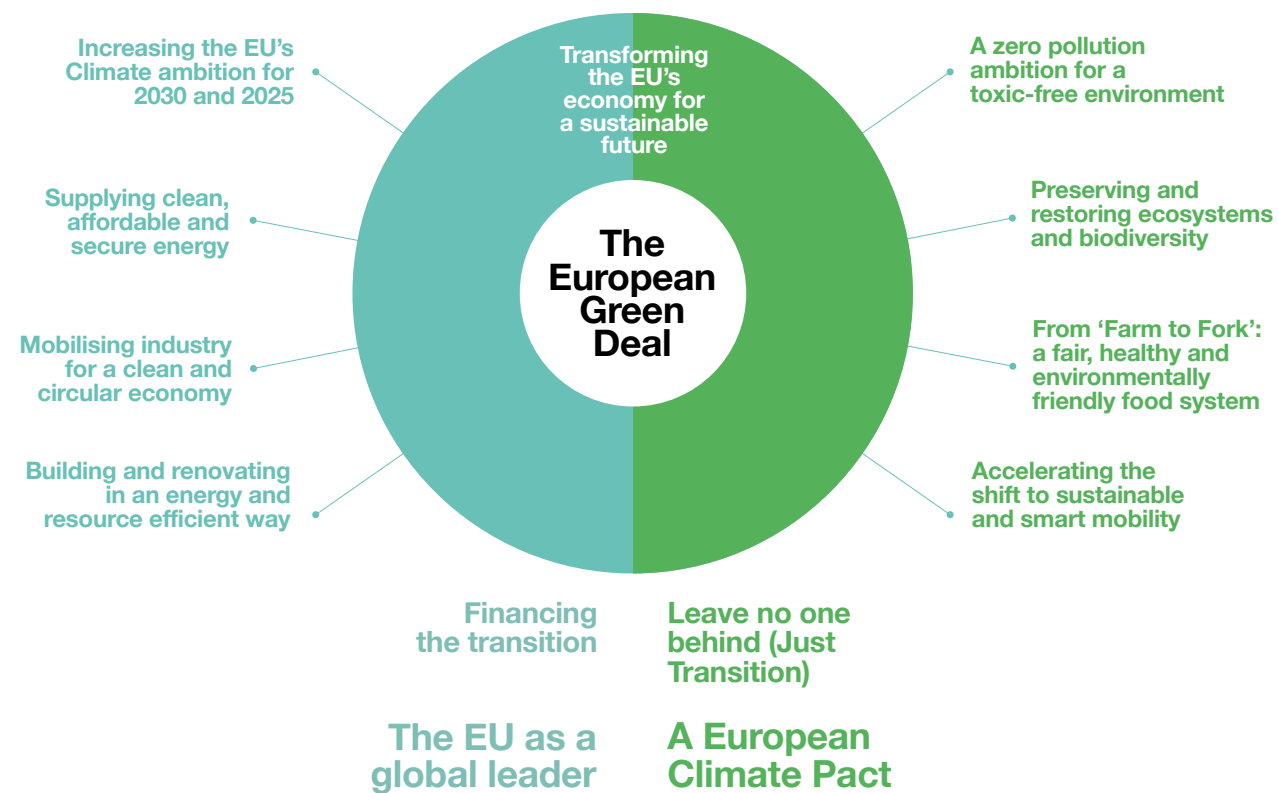 Transforming
the EU's
economy for
a sustainable
future
The
European
Green
Deal
Increasing the EU's
Climate ambition for
2030 and 2025
Supplying clean,
affordable and
secure energy
Mobilising industry
for a clean and
circular economy
Building and renovating
in an energy and
resource efficient way
A zero pollution
ambition for a
toxic-free environment
Preserving and
restoring ecosystems
and biodiversity
From ‘Farm to Fork’:
a fair, healthy and
environmentally
friendly food system
Accelerating the
shift to sustainable
and smart mobility
Financing
the transition
Leave no one
behind (Just
Transition)
The EU as a
global leader
A European
Climate Pact